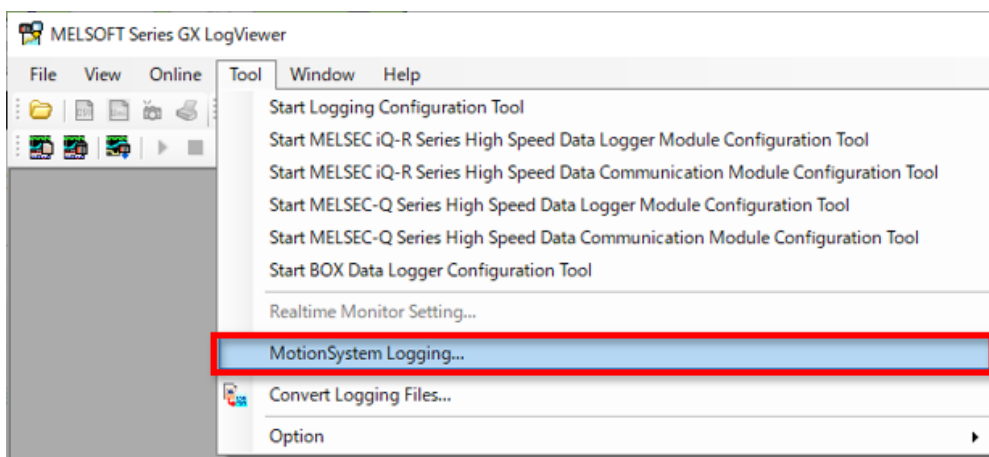 MELSOFT Series GX LogViewer
File View Online Tool Window Help
Start Logging Configuration Tool
Start MELSEC iQ-R Series High Speed Data Logger Module Configuration Tool
Start MELSEC iQ-R Series High Speed Data Communication Module Configuration Tool
Start MELSEC-Q Series High Speed Data Logger Module Configuration Tool
Start MELSEC-Q Series High Speed Data Communication Module Configuration Tool
Start BOX Data Logger Configuration Tool
Realtime Monitor Setting...
MotionSystem Logging...
Convert Logging Files...
Option